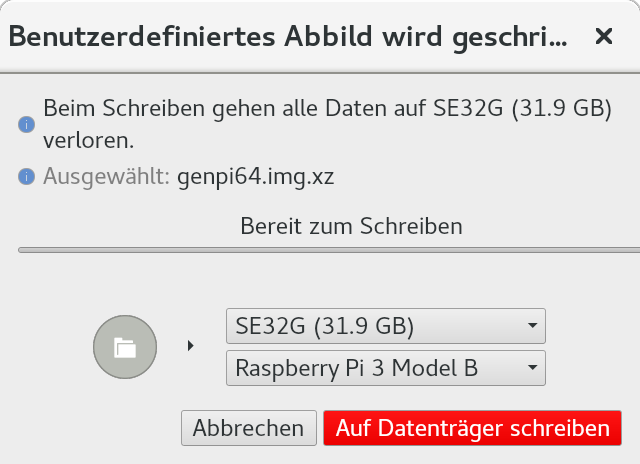 Benutzerdefiniertes Abbild wird geschri...
Beim Schreiben gehen alle Daten auf SE32G (31.9 GB)
verloren.
Ausgewählt: genpi64.img.xz
Bereit zum Schreiben
SE32G (31.9 GB)
Raspberry Pi 3 Model B
Abbrechen
Auf Datenträger schreiben